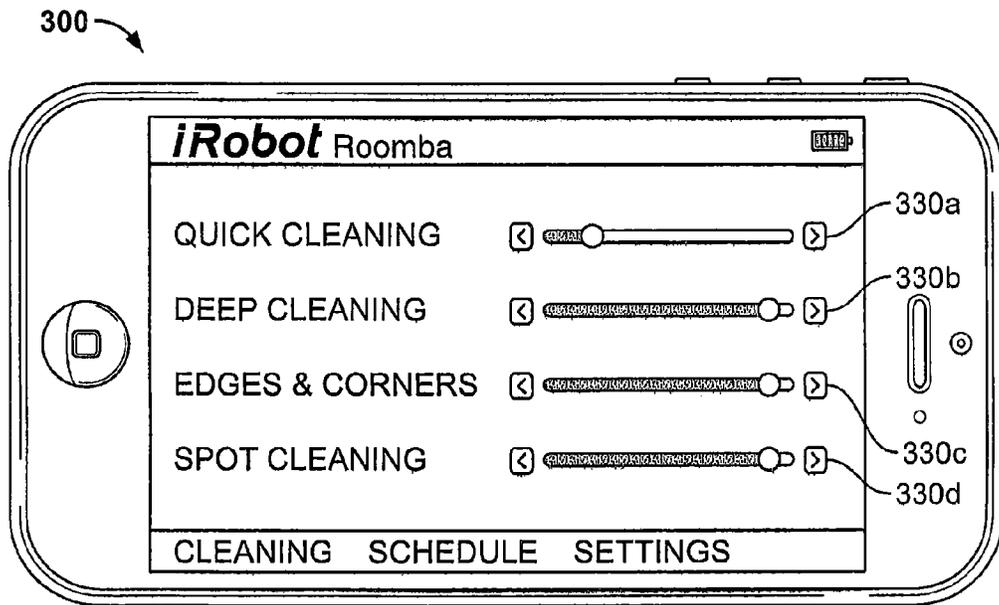 300
iRobot Roomba
QUICK CLEANING
330a
DEEP CLEANING
330b
EDGES & CORNERS
330c
SPOT CLEANING
330d
CLEANING SCHEDULE SETTINGS